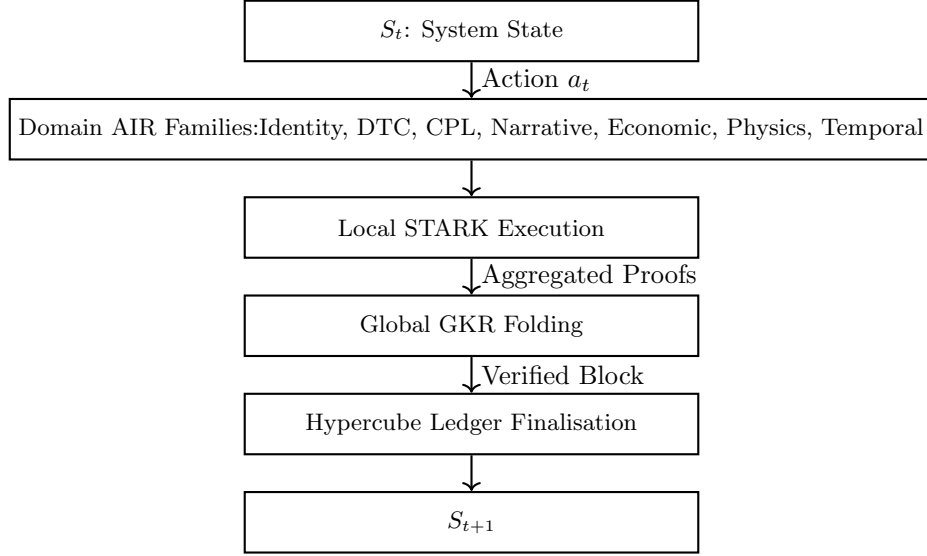 S_t: System State
Action a_t
Domain AIR Families:Identity, DTC, CPL, Narrative, Economic, Physics, Temporal
Local STARK Execution
Aggregated Proofs
Global GKR Folding
Verified Block
Hypercube Ledger Finalisation
S_{t+1}